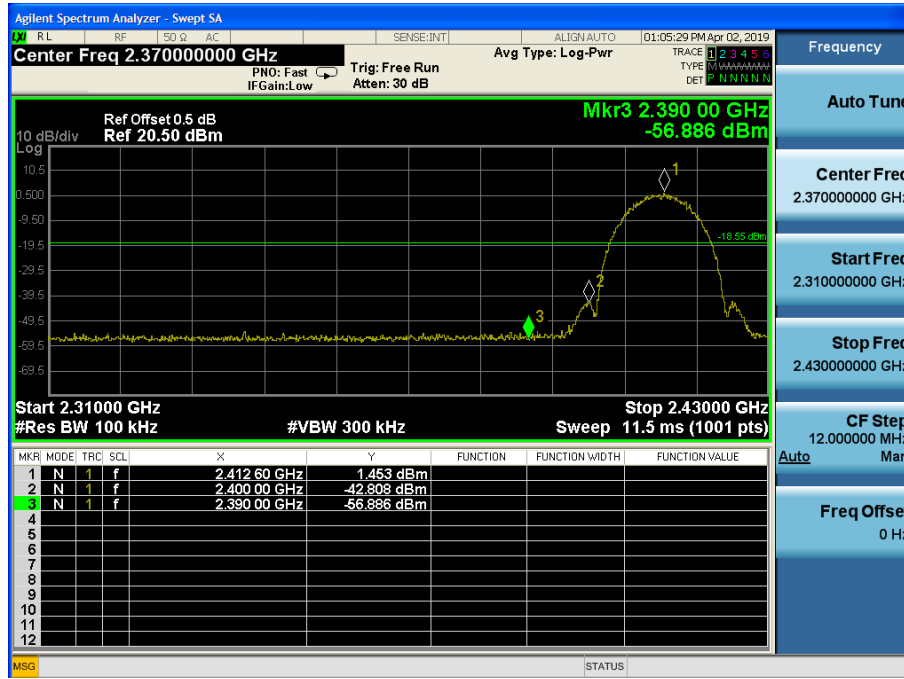 Agilent Spectrum Analyzer - Swept SA
LXI RL RF 50 Ω AC SENSE:INT ALIGN AUTO 01:05:29 PM Apr 02, 2019
Center Freq 2.370000000 GHz
PNO: Fast
IFGain:Low
Trig: Free Run
Atten: 30 dB
Avg Type: Log-Pwr
TRACE 1 2 3 4 5 6
TYPE M WWWWW
DET P N N N N N
Mkr3 2.390 00 GHz
-56.886 dBm
Ref Offset 0.5 dB
10 dB/div Ref 20.50 dBm
Log
10.5
0.500
-9.50
-19.5
-29.5
-39.5
-49.5
-59.5
-69.5
1
2
3
-18.55 dBm
Start 2.31000 GHz Stop 2.43000 GHz
#Res BW 100 kHz #VBW 300 kHz Sweep 11.5 ms (1001 pts)
MKR MODE TRC SCL X Y FUNCTION FUNCTION WIDTH FUNCTION VALUE
1 N 1 f 2.412 60 GHz 1.453 dBm
2 N 1 f 2.400 00 GHz -42.808 dBm
3 N 1 f 2.390 00 GHz -56.886 dBm
4
5
6
7
8
9
10
11
12
MSG STATUS
Frequency
Auto Tune
Center Freq
2.370000000 GHz
Start Freq
2.310000000 GHz
Stop Freq
2.430000000 GHz
CF Step
12.000000 MHz
Auto Man
Freq Offse
0 Hz